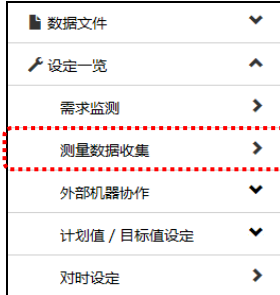 数据文件
设定一览
需求监测
测量数据收集
外部机器协作
计划值 / 目标值设定
对时设定